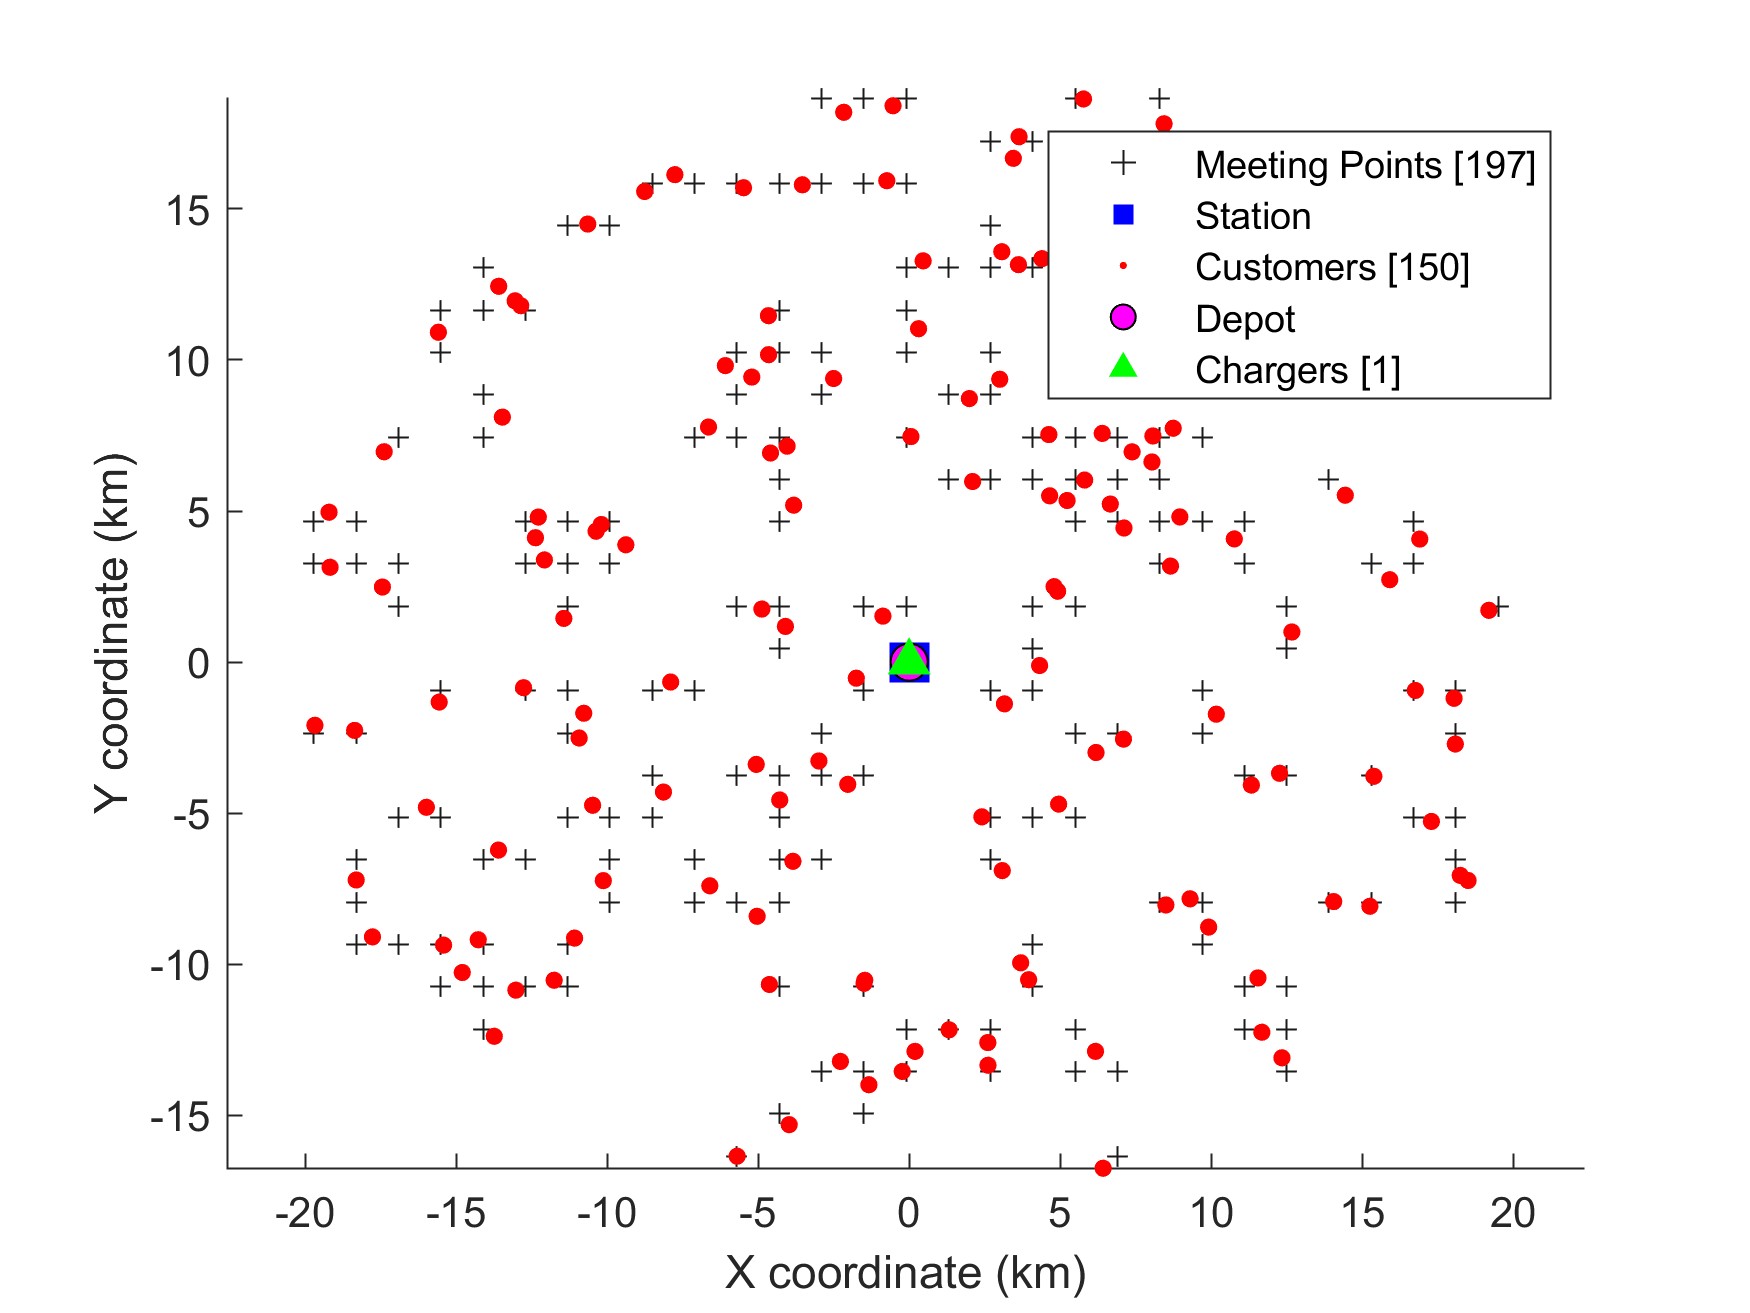 Meeting Points [197]
Station
Customers [150]
Depot
Chargers [1]
15
10
5
0
-5
-10
-15
Y coordinate (km)
-20 -15 -10 -5 0 5 10 15 20
X coordinate (km)